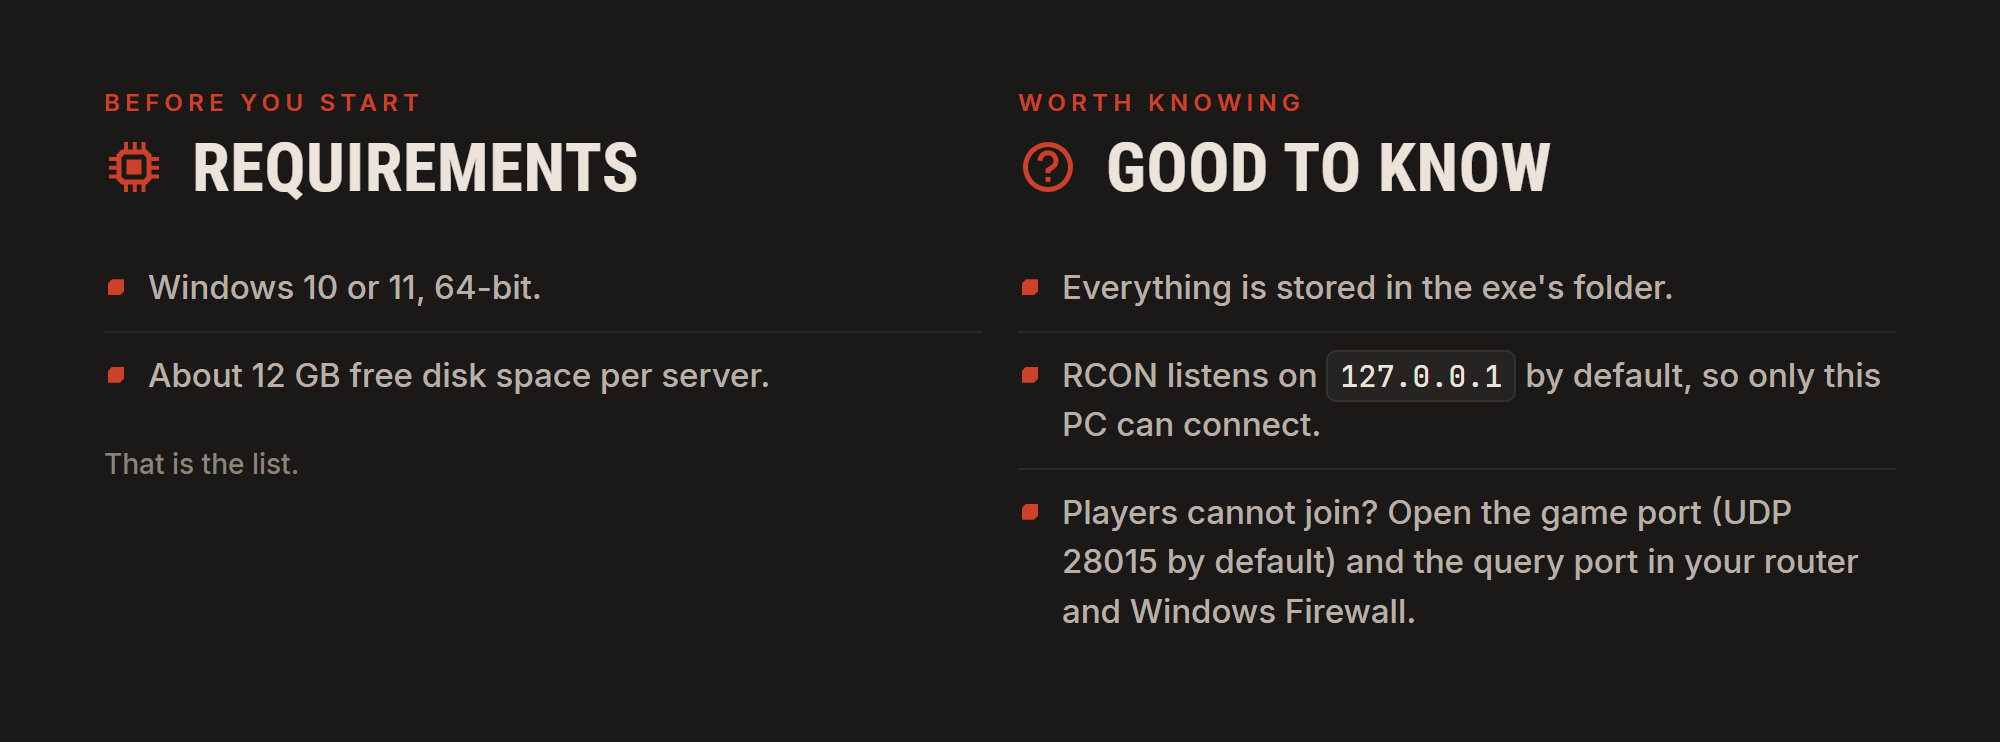 BEFORE YOU START
REQUIREMENTS
Windows 10 or 11, 64-bit.
About 12 GB free disk space per server.
That is the list.
WORTH KNOWING
GOOD TO KNOW
Everything is stored in the exe's folder.
RCON listens on 127.0.0.1 by default, so only this
PC can connect.
Players cannot join? Open the game port (UDP
28015 by default) and the query port in your router
and Windows Firewall.